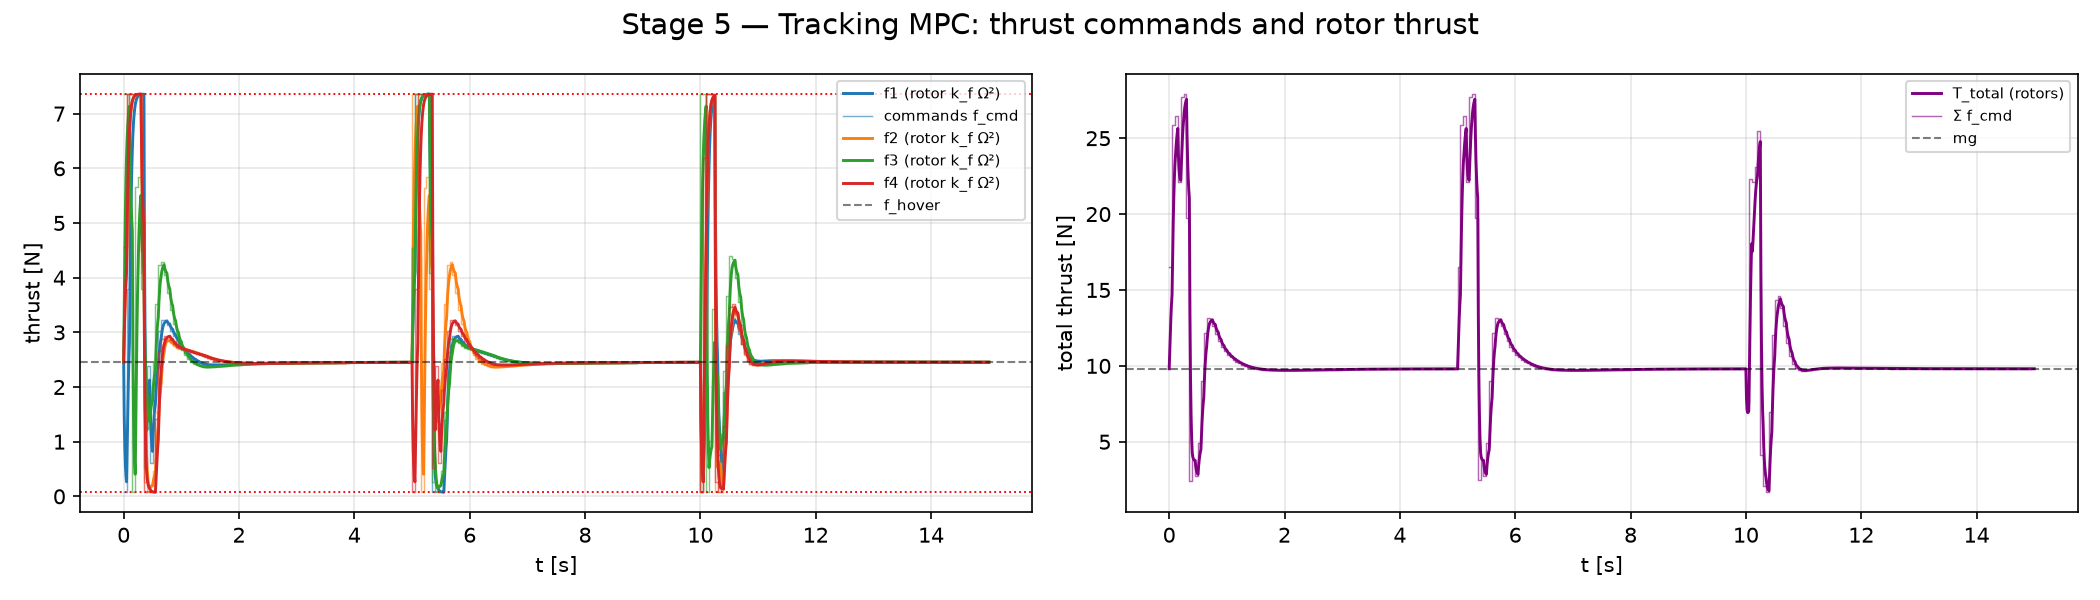 Stage 5 — Tracking MPC: thrust commands and rotor thrust
thrust [N]
7
6
5
4
3
2
1
0
0 2 4 6 8 10 12 14
t [s]
f1 (rotor k_f Ω²)
commands f_cmd
f2 (rotor k_f Ω²)
f3 (rotor k_f Ω²)
f4 (rotor k_f Ω²)
f_hover
total thrust [N]
25
20
15
10
5
0 2 4 6 8 10 12 14
t [s]
T_total (rotors)
Σ f_cmd
mg